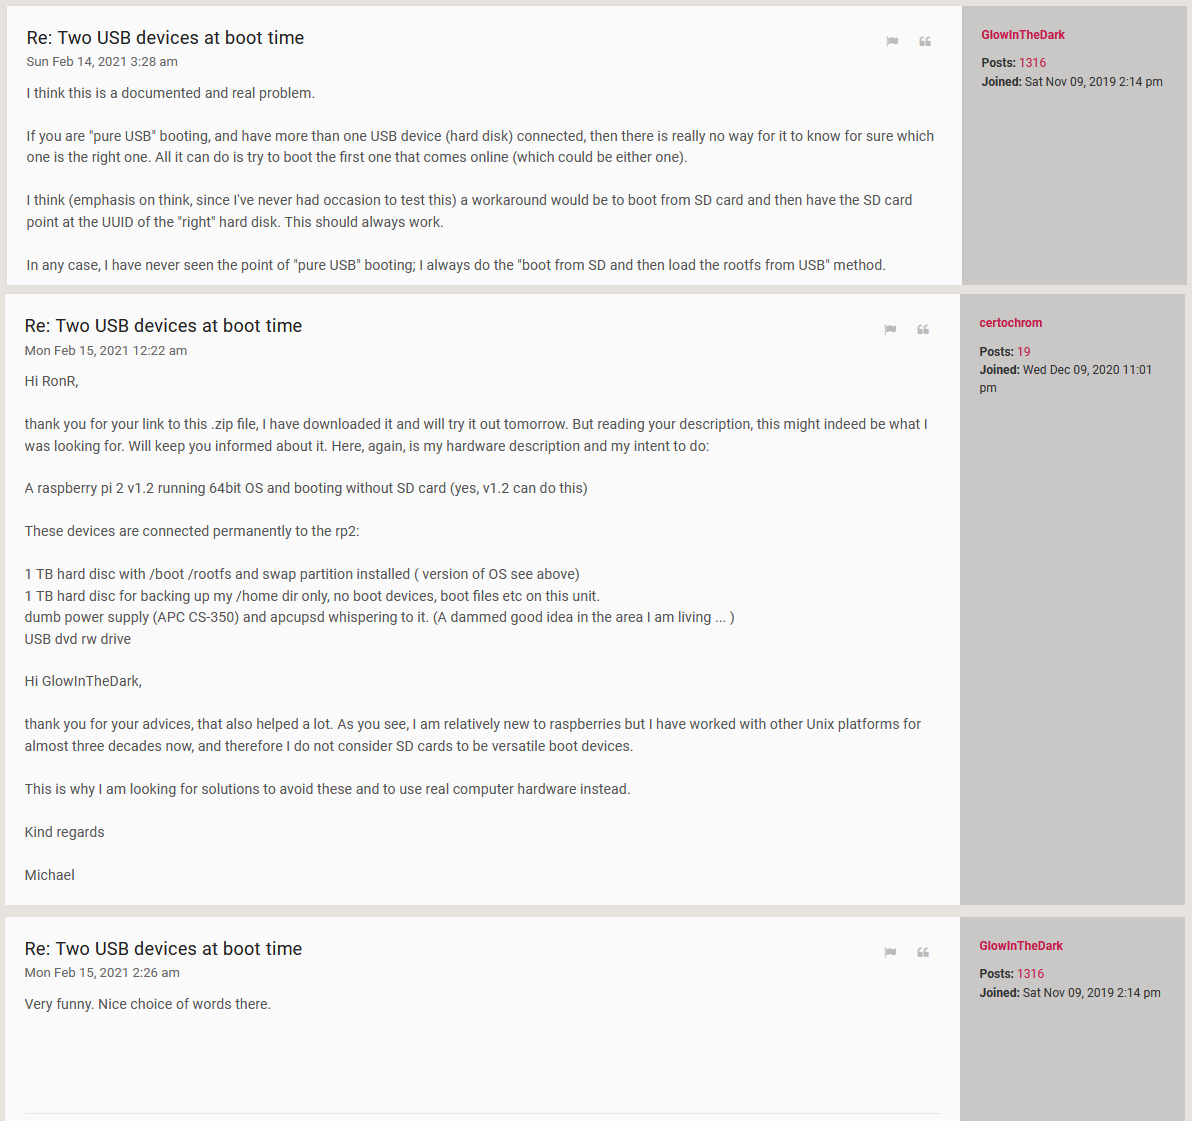 Re: Two USB devices at boot time
Sun Feb 14, 2021 3:28 am
I think this is a documented and real problem.
If you are "pure USB" booting, and have more than one USB device (hard disk) connected, then there is really no way for it to know for sure which
one is the right one. All it can do is try to boot the first one that comes online (which could be either one).
I think (emphasis on think, since I've never had occasion to test this) a workaround would be to boot from SD card and then have the SD card
point at the UUID of the "right" hard disk. This should always work.
In any case, I have never seen the point of "pure USB" booting; I always do the "boot from SD and then load the rootfs from USB" method.
GlowInTheDark
Posts: 1316
Joined: Sat Nov 09, 2019 2:14 pm
Re: Two USB devices at boot time
Mon Feb 15, 2021 12:22 am
Hi RonR,
thank you for your link to this .zip file, I have downloaded it and will try it out tomorrow. But reading your description, this might indeed be what I
was looking for. Will keep you informed about it. Here, again, is my hardware description and my intent to do:
A raspberry pi 2 v1.2 running 64bit OS and booting without SD card (yes, v1.2 can do this)
These devices are connected permanently to the rp2:
1 TB hard disc with /boot /rootfs and swap partition installed ( version of OS see above)
1 TB hard disc for backing up my /home dir only, no boot devices, boot files etc on this unit.
dumb power supply (APC CS-350) and apcupsd whispering to it. (A dammed good idea in the area I am living ... )
USB dvd rw drive
Hi GlowInTheDark,
thank you for your advices, that also helped a lot. As you see, I am relatively new to raspberries but I have worked with other Unix platforms for
almost three decades now, and therefore I do not consider SD cards to be versatile boot devices.
This is why I am looking for solutions to avoid these and to use real computer hardware instead.
Kind regards
Michael
certochrom
Posts: 19
Joined: Wed Dec 09, 2020 11:01
pm
Re: Two USB devices at boot time
Mon Feb 15, 2021 2:26 am
Very funny. Nice choice of words there.
GlowInTheDark
Posts: 1316
Joined: Sat Nov 09, 2019 2:14 pm